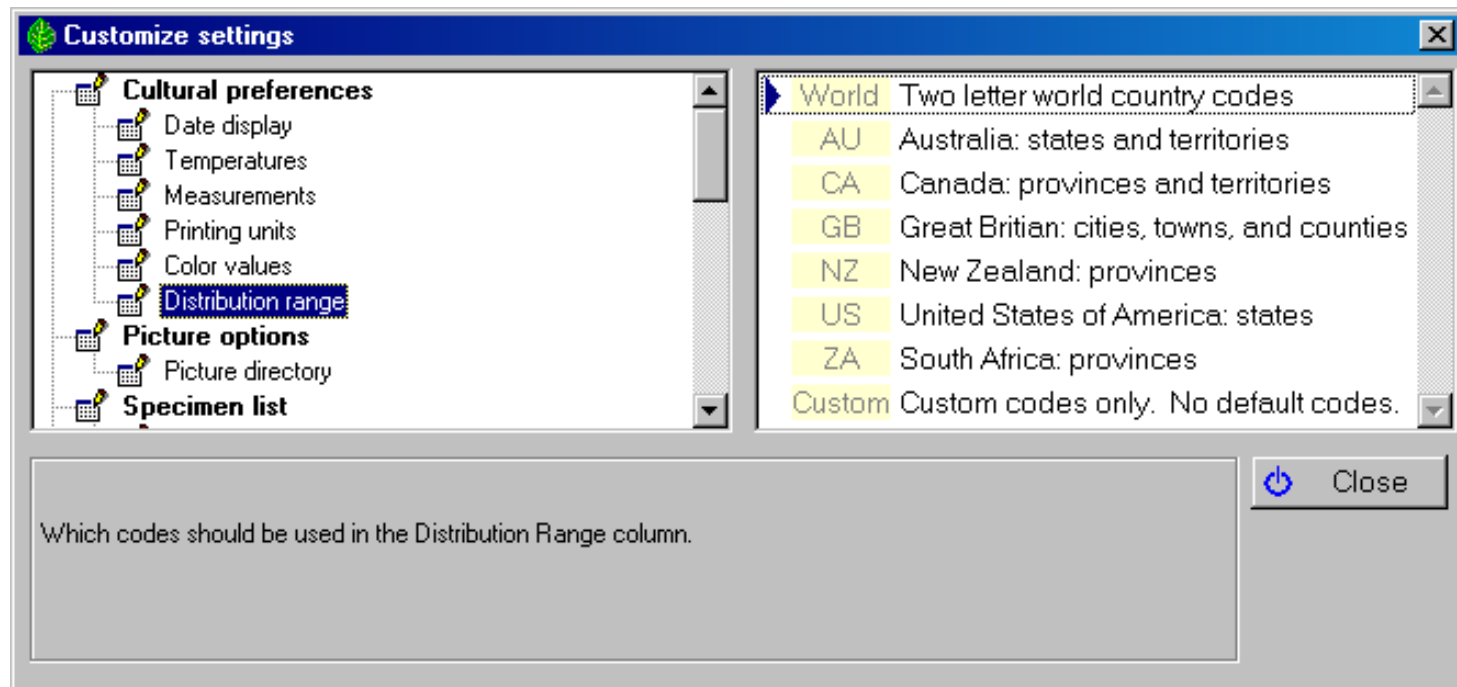 Customize settings
Cultural preferences
Date display
Temperatures
Measurements
Printing units
Color values
Distribution range
Picture options
Picture directory
Specimen list
World Two letter world country codes
AU Australia: states and territories
CA Canada: provinces and territories
GB Great Britian: cities, towns, and counties
NZ New Zealand: provinces
US United States of America: states
ZA South Africa: provinces
Custom Custom codes only. No default codes.
Which codes should be used in the Distribution Range column.
Close